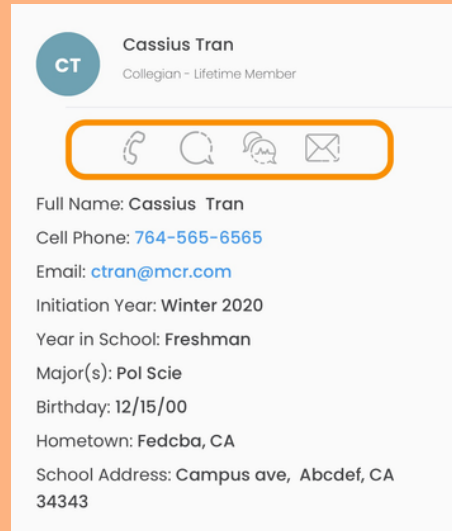 CT
Cassius Tran
Collegian - Lifetime Member
Full Name: Cassius Tran
Cell Phone: 764-565-6565
Email: ctran@mcr.com
Initiation Year: Winter 2020
Year in School: Freshman
Major(s): Pol Scie
Birthday: 12/15/00
Hometown: Fedcba, CA
School Address: Campus ave, Abcdef, CA
34343